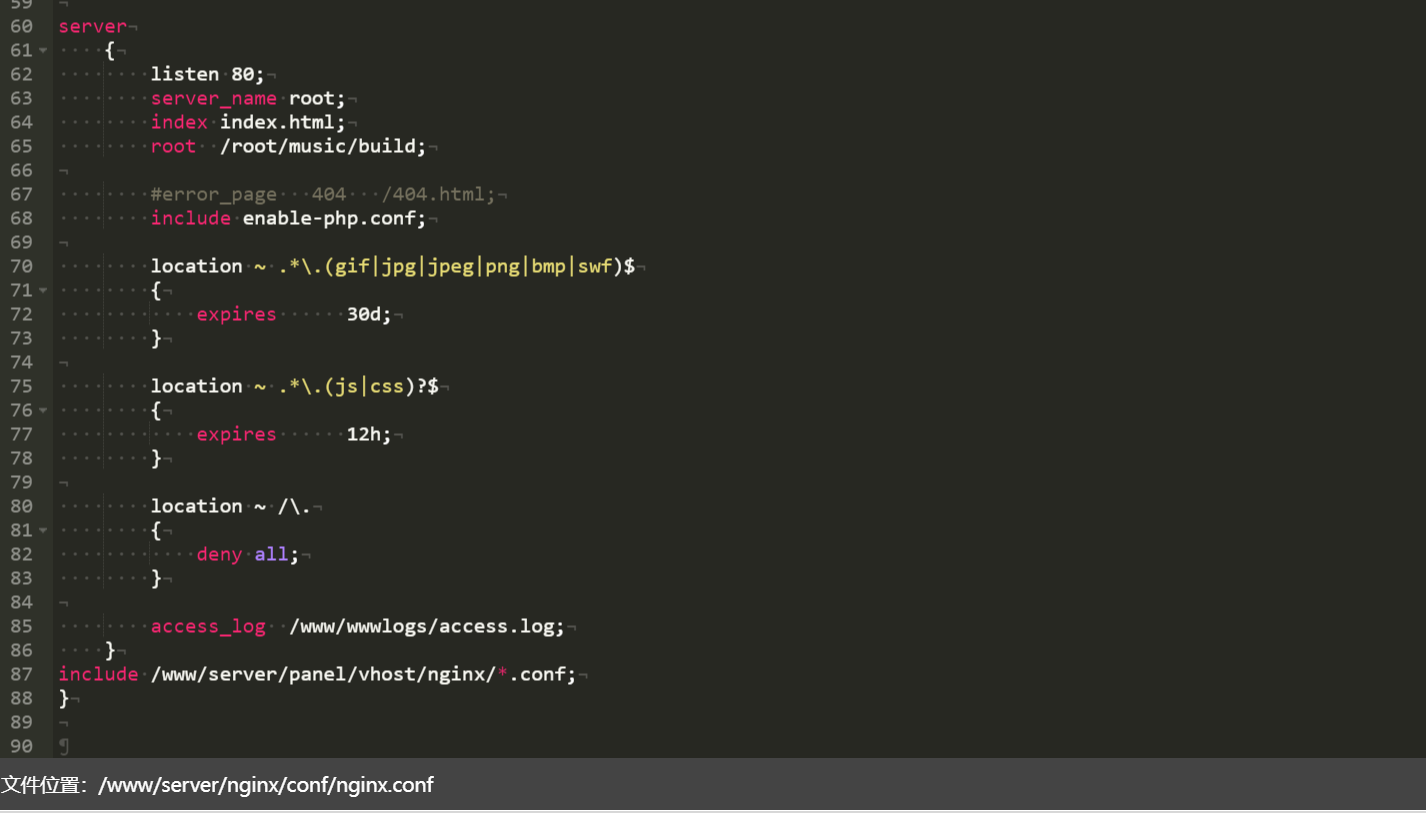 59
60 server
61 {
62 listen 80;
63 server_name root;
64 index index.html;
65 root  /root/music/build;
66
67 #error_page   404   /404.html;
68 include enable-php.conf;
69
70 location ~ .*\.(gif|jpg|jpeg|png|bmp|swf)$
71 {
72 expires      30d;
73 }
74
75 location ~ .*\.(js|css)?$
76 {
77 expires      12h;
78 }
79
80 location ~ /\.
81 {
82 deny all;
83 }
84
85 access_log  /www/wwwlogs/access.log;
86 }
87 include /www/server/panel/vhost/nginx/*.conf;
88 }
89
90
文件位置：/www/server/nginx/conf/nginx.conf